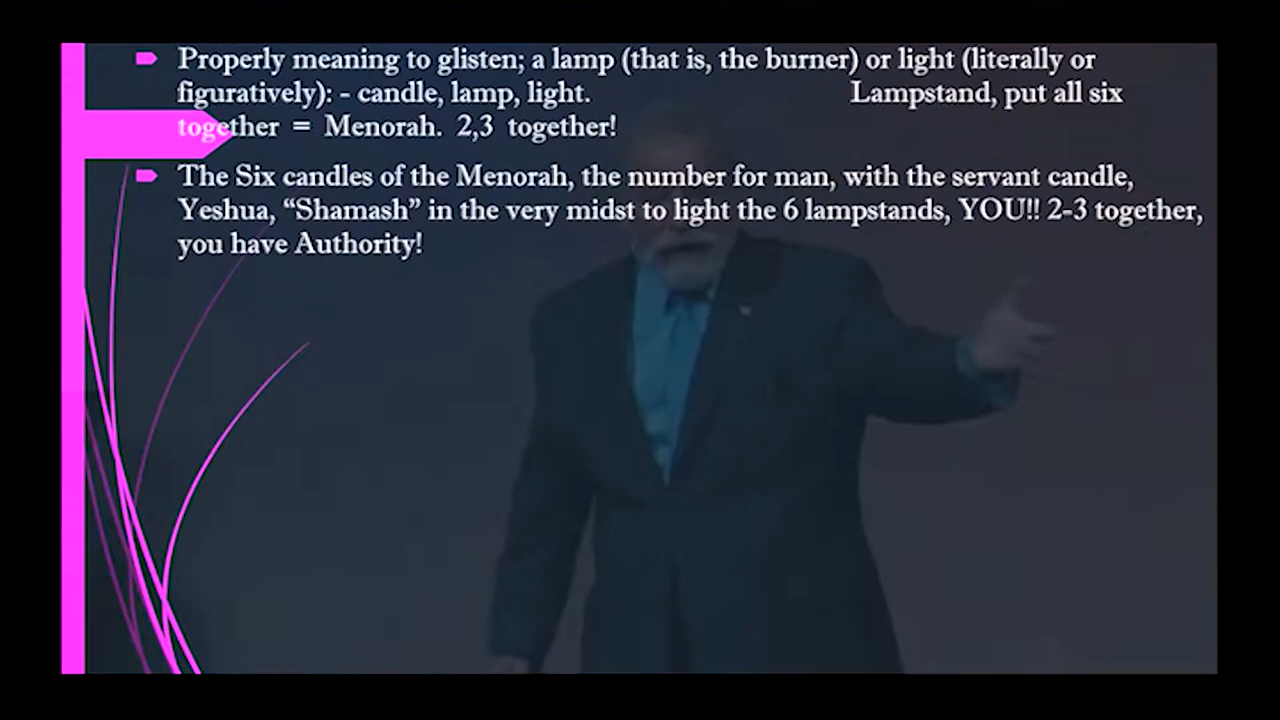 Properly meaning to glisten; a lamp (that is, the burner) or light (literally or
figuratively): - candle, lamp, light. Lampstand, put all six
together = Menorah. 2,3 together!
The Six candles of the Menorah, the number for man, with the servant candle,
Yeshua, “Shamash” in the very midst to light the 6 lampstands, YOU!! 2-3 together,
you have Authority!